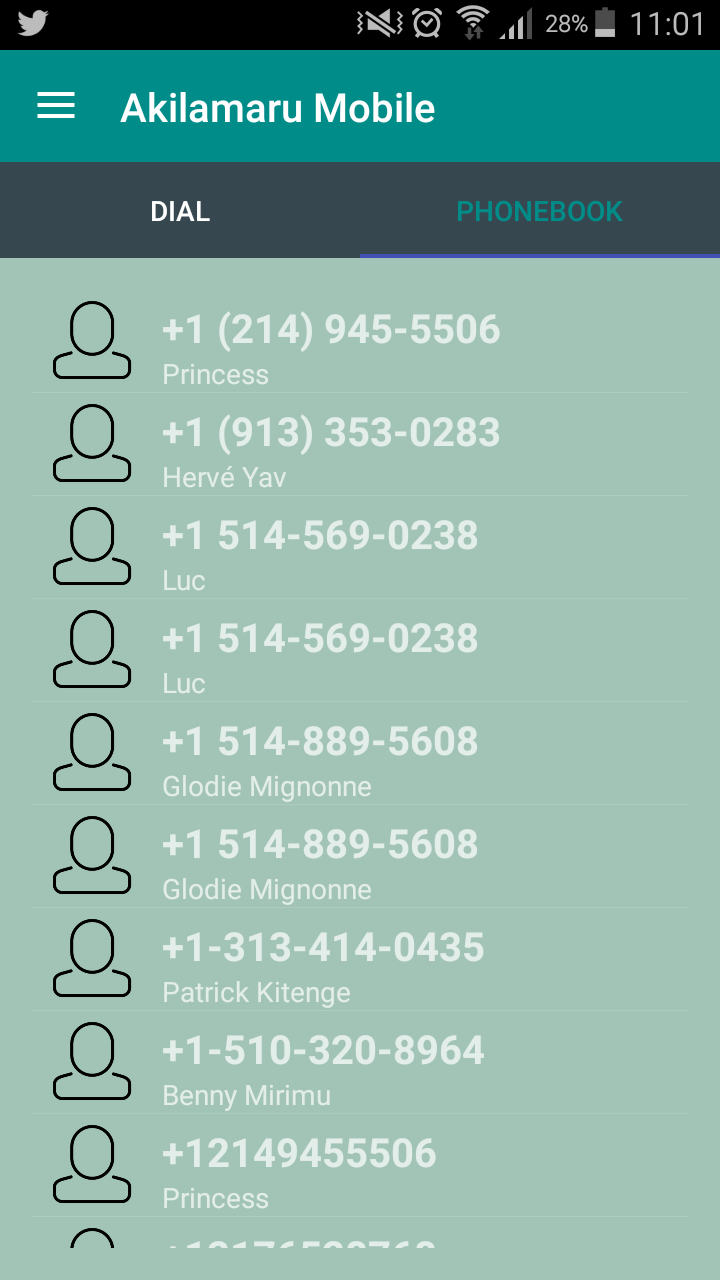 28% 11:01
Akilamaru Mobile
DIAL PHONEBOOK
+1 (214) 945-5506
Princess
+1 (913) 353-0283
Hervé Yav
+1 514-569-0238
Luc
+1 514-569-0238
Luc
+1 514-889-5608
Glodie Mignonne
+1 514-889-5608
Glodie Mignonne
+1-313-414-0435
Patrick Kitenge
+1-510-320-8964
Benny Mirimu
+12149455506
Princess